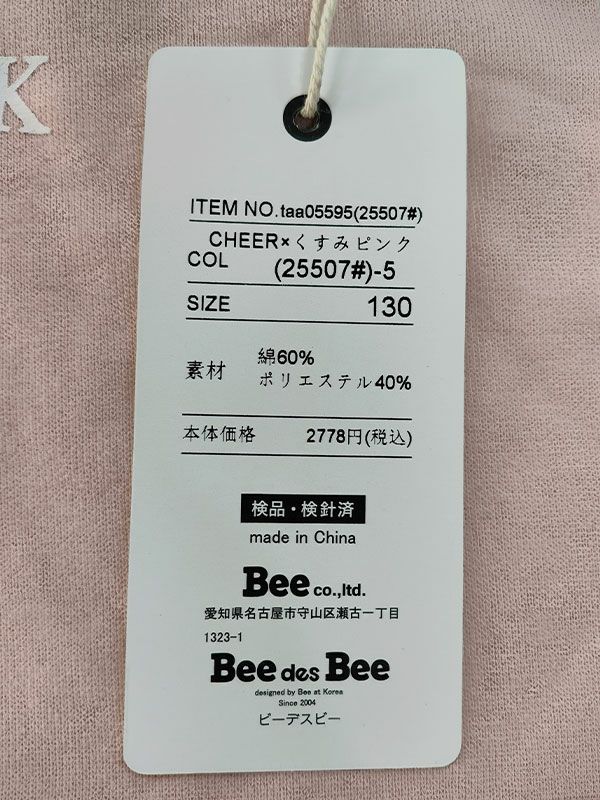 K
ITEM NO.taa05595(25507#)
CHEER×くすみピンク
COL (25507#)-5
SIZE 130
素材 綿60%
ポリエステル40%
本体価格 2778円(税込)
検品・検針済
made in China
Bee co.,ltd.
愛知県名古屋市守山区瀬古一丁目
1323-1
Bee des Bee
designed by Bee at Korea
Since 2004
ビーデスビー